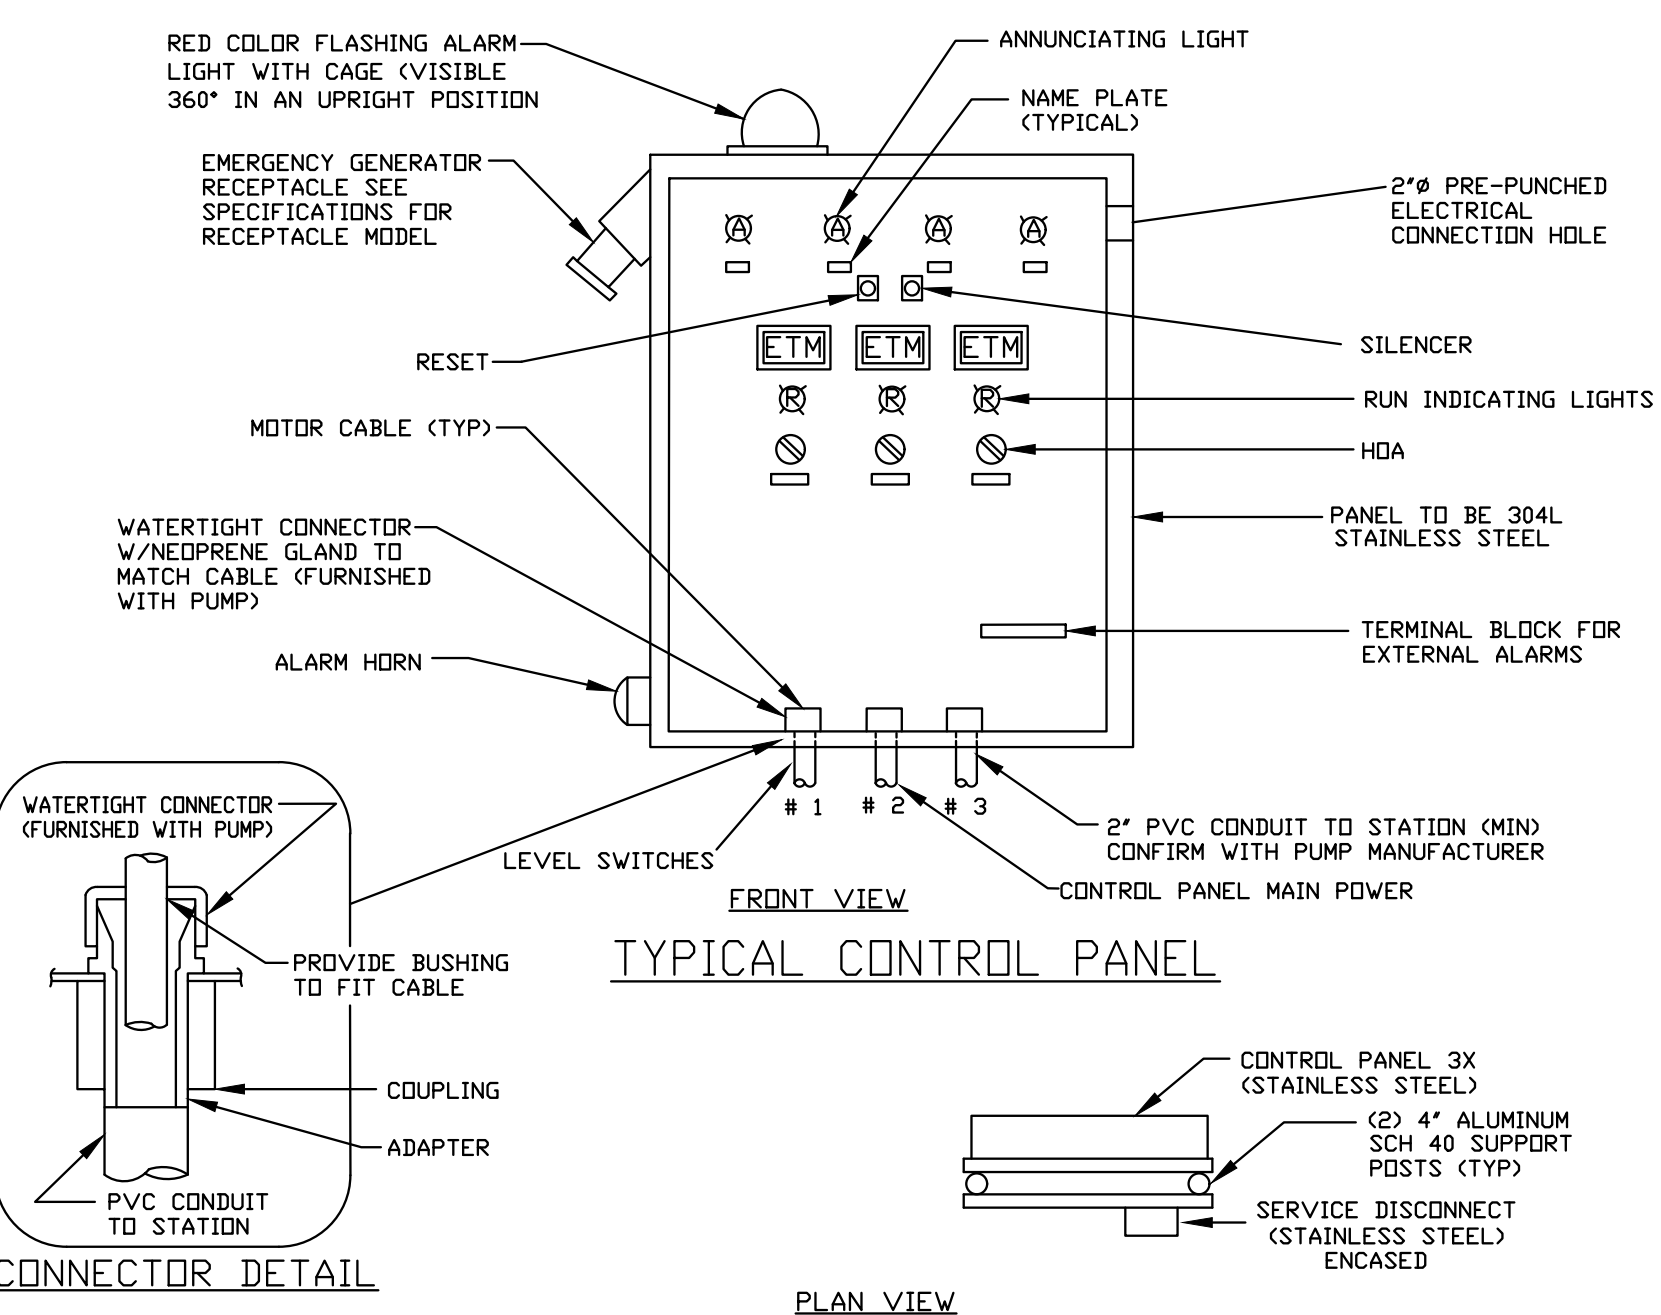 RED COLOR FLASHING ALARM
LIGHT WITH CAGE (VISIBLE
360° IN AN UPRIGHT POSITION
ANNUNCIATING LIGHT
NAME PLATE
(TYPICAL)
EMERGENCY GENERATOR
RECEPTACLE SEE
SPECIFICATIONS FOR
RECEPTACLE MODEL
2"Ø PRE-PUNCHED
ELECTRICAL
CONNECTION HOLE
A A A A
RESET
SILENCER
ETM ETM ETM
R R R
RUN INDICATING LIGHTS
MOTOR CABLE (TYP)
HOA
WATERTIGHT CONNECTOR
W/NEOPRENE GLAND TO
MATCH CABLE (FURNISHED
WITH PUMP)
PANEL TO BE 304L
STAINLESS STEEL
TERMINAL BLOCK FOR
EXTERNAL ALARMS
ALARM HORN
# 1 # 2 # 3
LEVEL SWITCHES
2" PVC CONDUIT TO STATION (MIN)
CONFIRM WITH PUMP MANUFACTURER
CONTROL PANEL MAIN POWER
FRONT VIEW
TYPICAL CONTROL PANEL
WATERTIGHT CONNECTOR
(FURNISHED WITH PUMP)
PROVIDE BUSHING
TO FIT CABLE
COUPLING
ADAPTER
PVC CONDUIT
TO STATION
CONNECTOR DETAIL
CONTROL PANEL 3X
(STAINLESS STEEL)
(2) 4" ALUMINUM
SCH 40 SUPPORT
POSTS (TYP)
SERVICE DISCONNECT
(STAINLESS STEEL)
ENCASED
PLAN VIEW